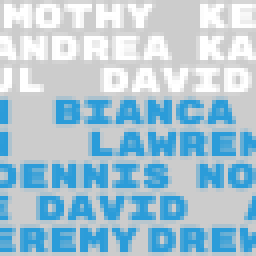 MOTHY KE
ANDREA KA
UL DAVID
BIANCA
LAWREN
DENNIS NO
E DAVID
EREMY DREW